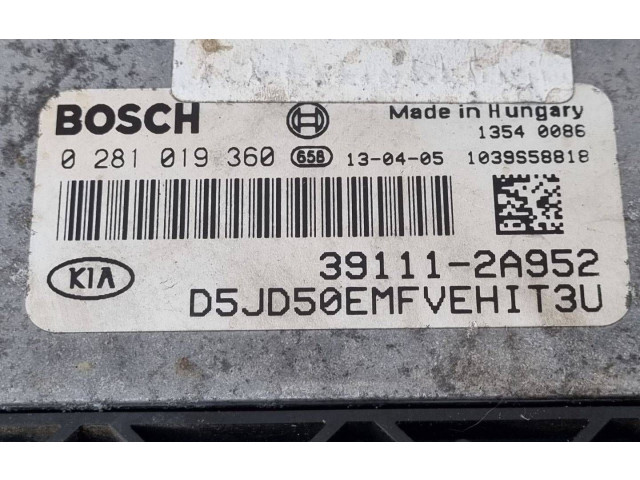 BOSCH Made in Hungary
1354 0086
0 281 019 360 658 13-04-05 1039S58818
39111-2A952
KIA
D5JD50EMFVEHIT3U